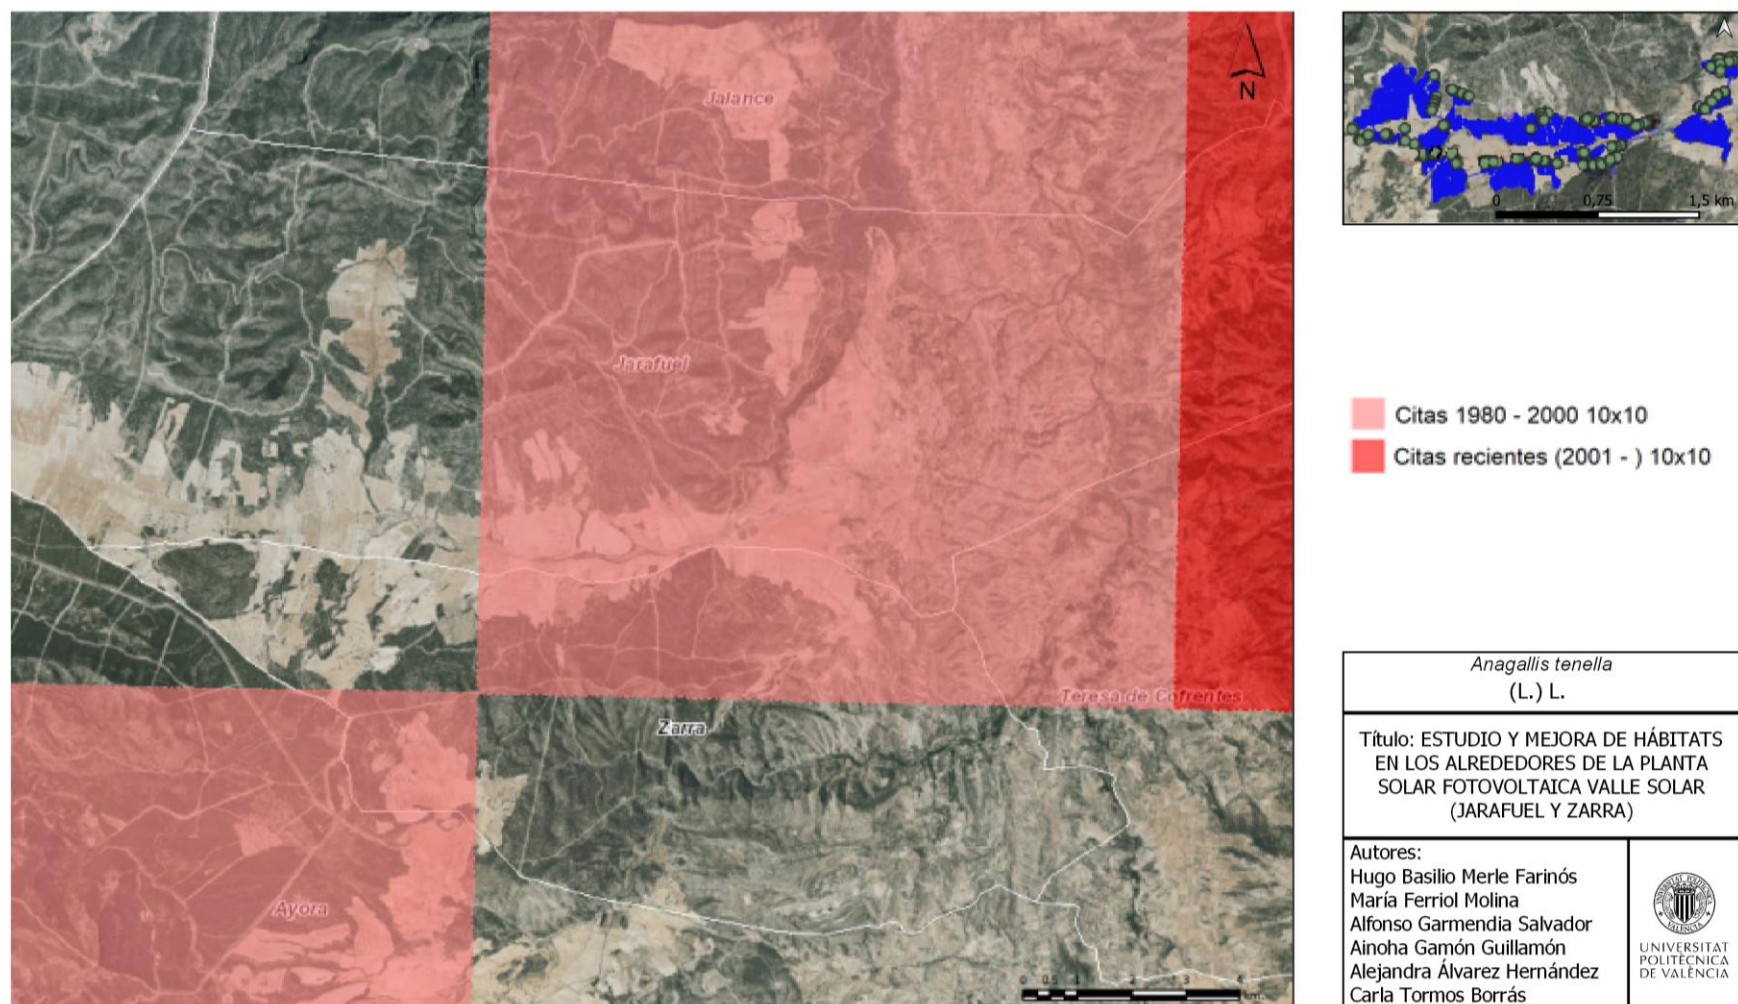 Jalance
N
Jarafuel
Teresa de Cofrentes
Zarra
Ayora
0 0,75 1,5 km
Citas 1980 - 2000 10x10
Citas recientes (2001 - ) 10x10
Anagallis tenella
(L.) L.
Título: ESTUDIO Y MEJORA DE HÁBITATS
EN LOS ALREDEDORES DE LA PLANTA
SOLAR FOTOVOLTAICA VALLE SOLAR
(JARAFUEL Y ZARRA)
Autores:
Hugo Basilio Merle Farinós
María Ferriol Molina
Alfonso Garmendia Salvador
Ainoha Gamón Guillamón
Alejandra Álvarez Hernández
Carla Tormos Borrás
UNIVERSITAT
POLITÈCNICA
DE VALÈNCIA